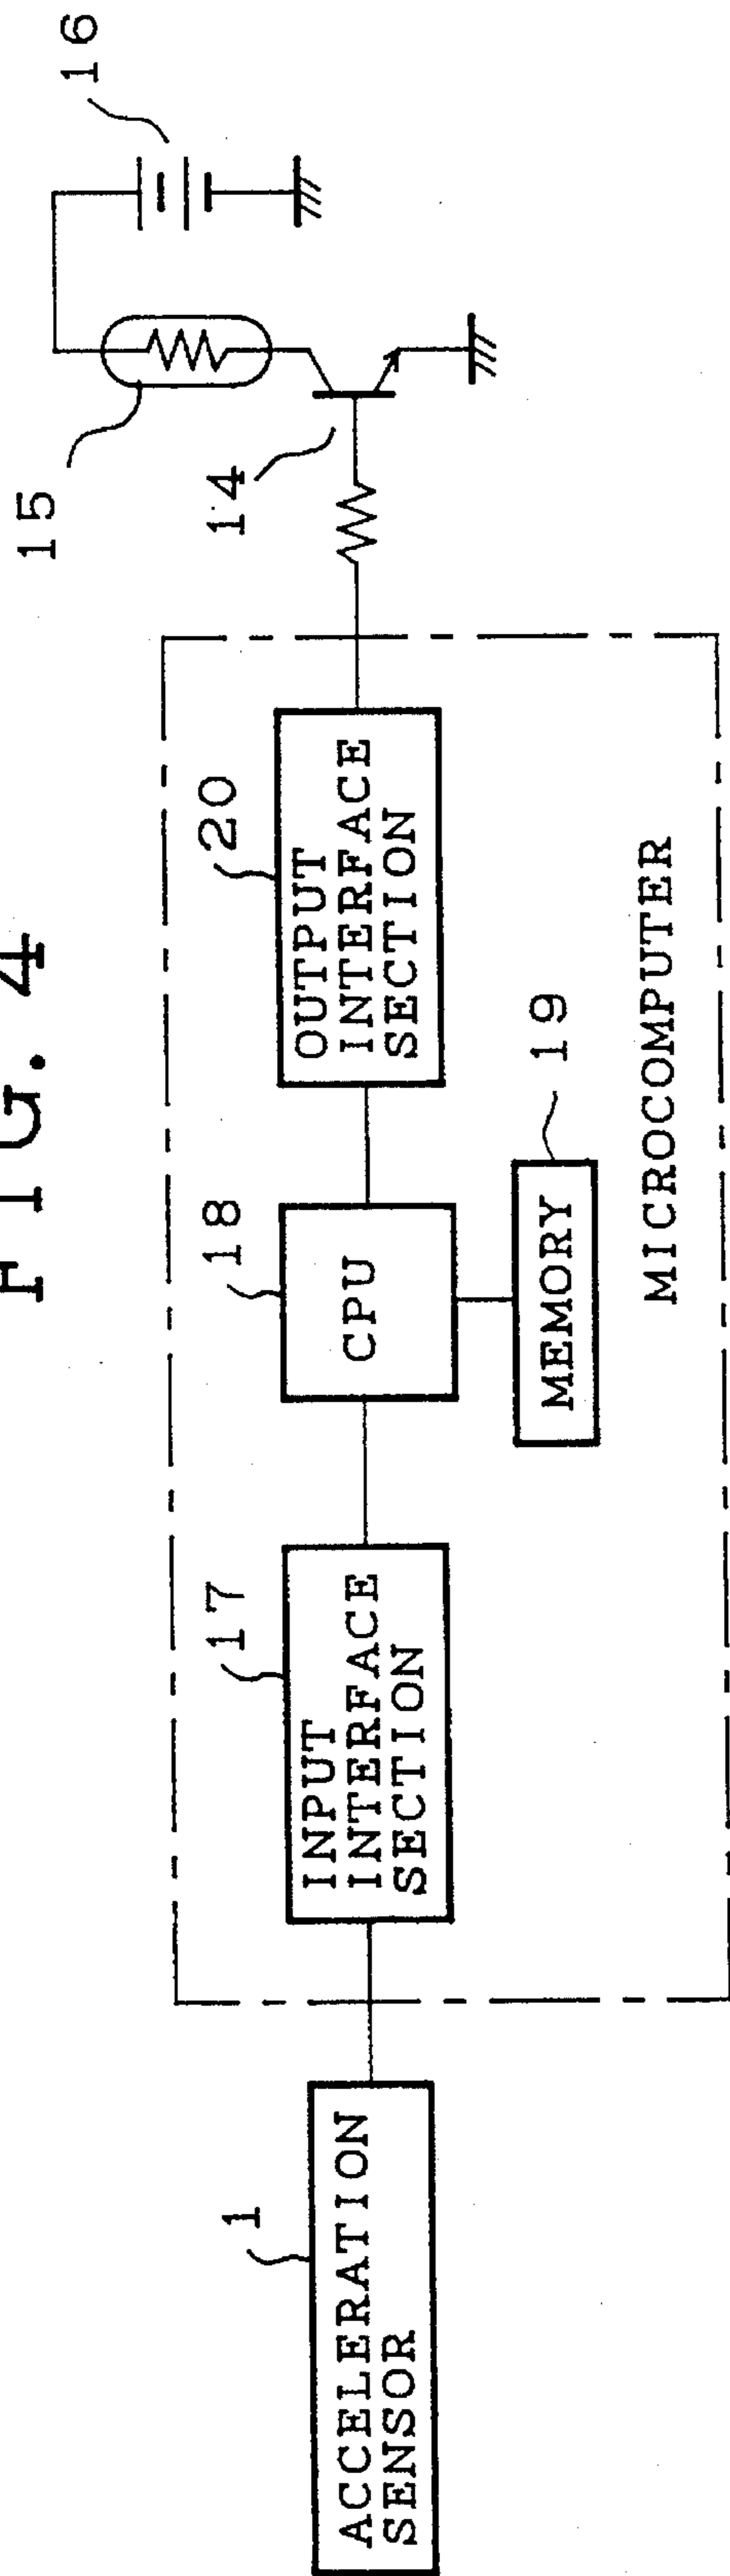 FIG. 4
1
ACCELERATION
SENSOR
17
INPUT
INTERFACE
SECTION
18
CPU
19
MEMORY
20
OUTPUT
INTERFACE
SECTION
MICROCOMPUTER
14
15
16